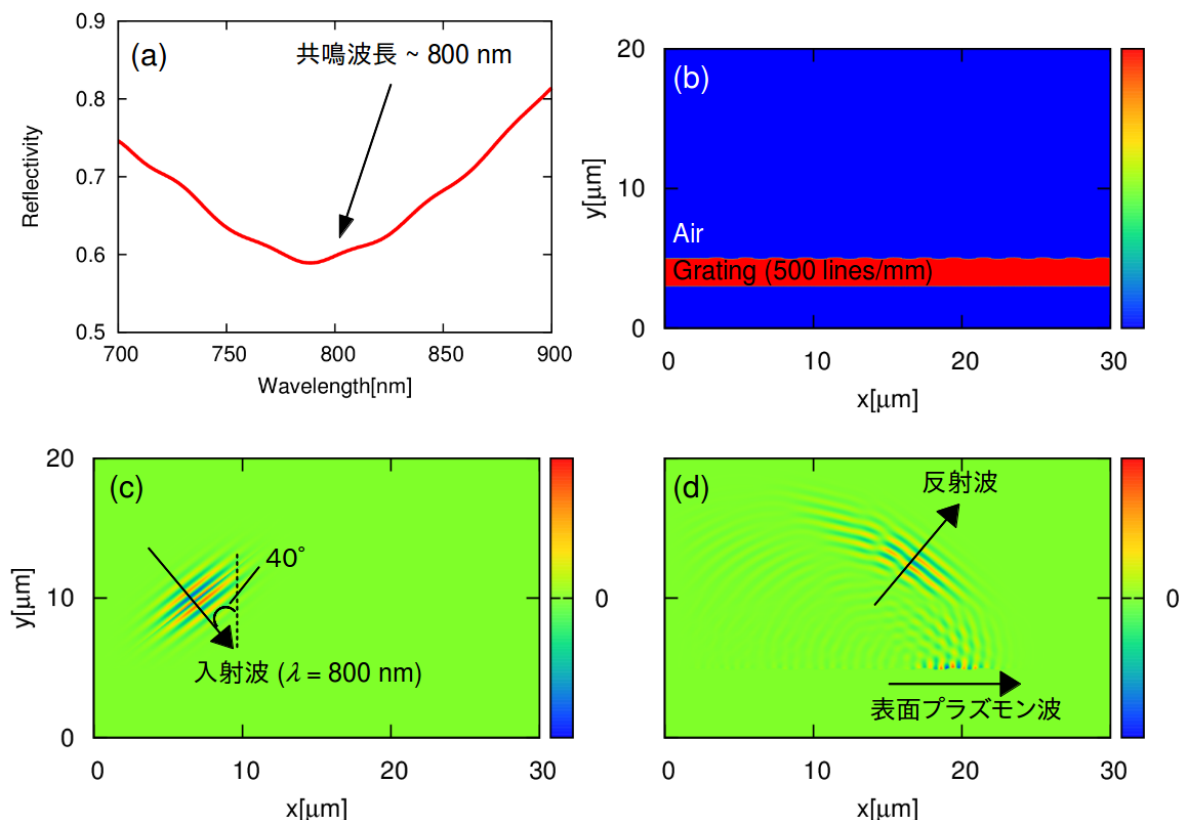 (a)
共鳴波長 ~ 800 nm
0.9
0.8
0.7
0.6
0.5
Reflectivity
700
750
800
850
900
Wavelength[nm]
(b)
20
10
0
y[μm]
Air
Grating (500 lines/mm)
0
10
20
30
x[μm]
(c)
20
10
0
y[μm]
40°
入射波 (λ = 800 nm)
0
10
20
30
x[μm]
0
(d)
反射波
表面プラズモン波
0
10
20
30
x[μm]
0